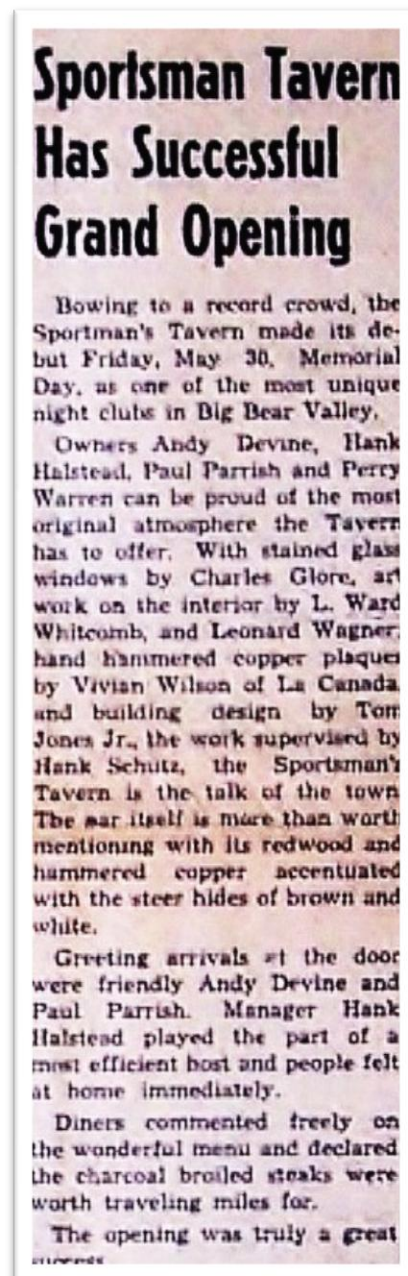 Sportsman Tavern
Has Successful
Grand Opening
Bowing to a record crowd, the
Sportman's Tavern made its de-
but Friday, May 30, Memorial
Day, as one of the most unique
night clubs in Big Bear Valley.
Owners Andy Devine, Hank
Halstead, Paul Parrish and Perry
Warren can be proud of the most
original atmosphere the Tavern
has to offer. With stained glass
windows by Charles Glore, art
work on the interior by L. Ward
Whitcomb, and Leonard Wagner,
hand hammered copper plaques
by Vivian Wilson of La Canada
and building design by Tom
Jones Jr., the work supervised by
Hank Schutz, the Sportsman's
Tavern is the talk of the town
The bar itself is more than worth
mentioning with its redwood and
hammered copper accentuated
with the steer hides of brown and
white.
Greeting arrivals at the door
were friendly Andy Devine and
Paul Parrish. Manager Hank
Halstead played the part of a
most efficient host and people felt
at home immediately.
Diners commented freely on
the wonderful menu and declared
the charcoal broiled steaks were
worth traveling miles for.
The opening was truly a great
success